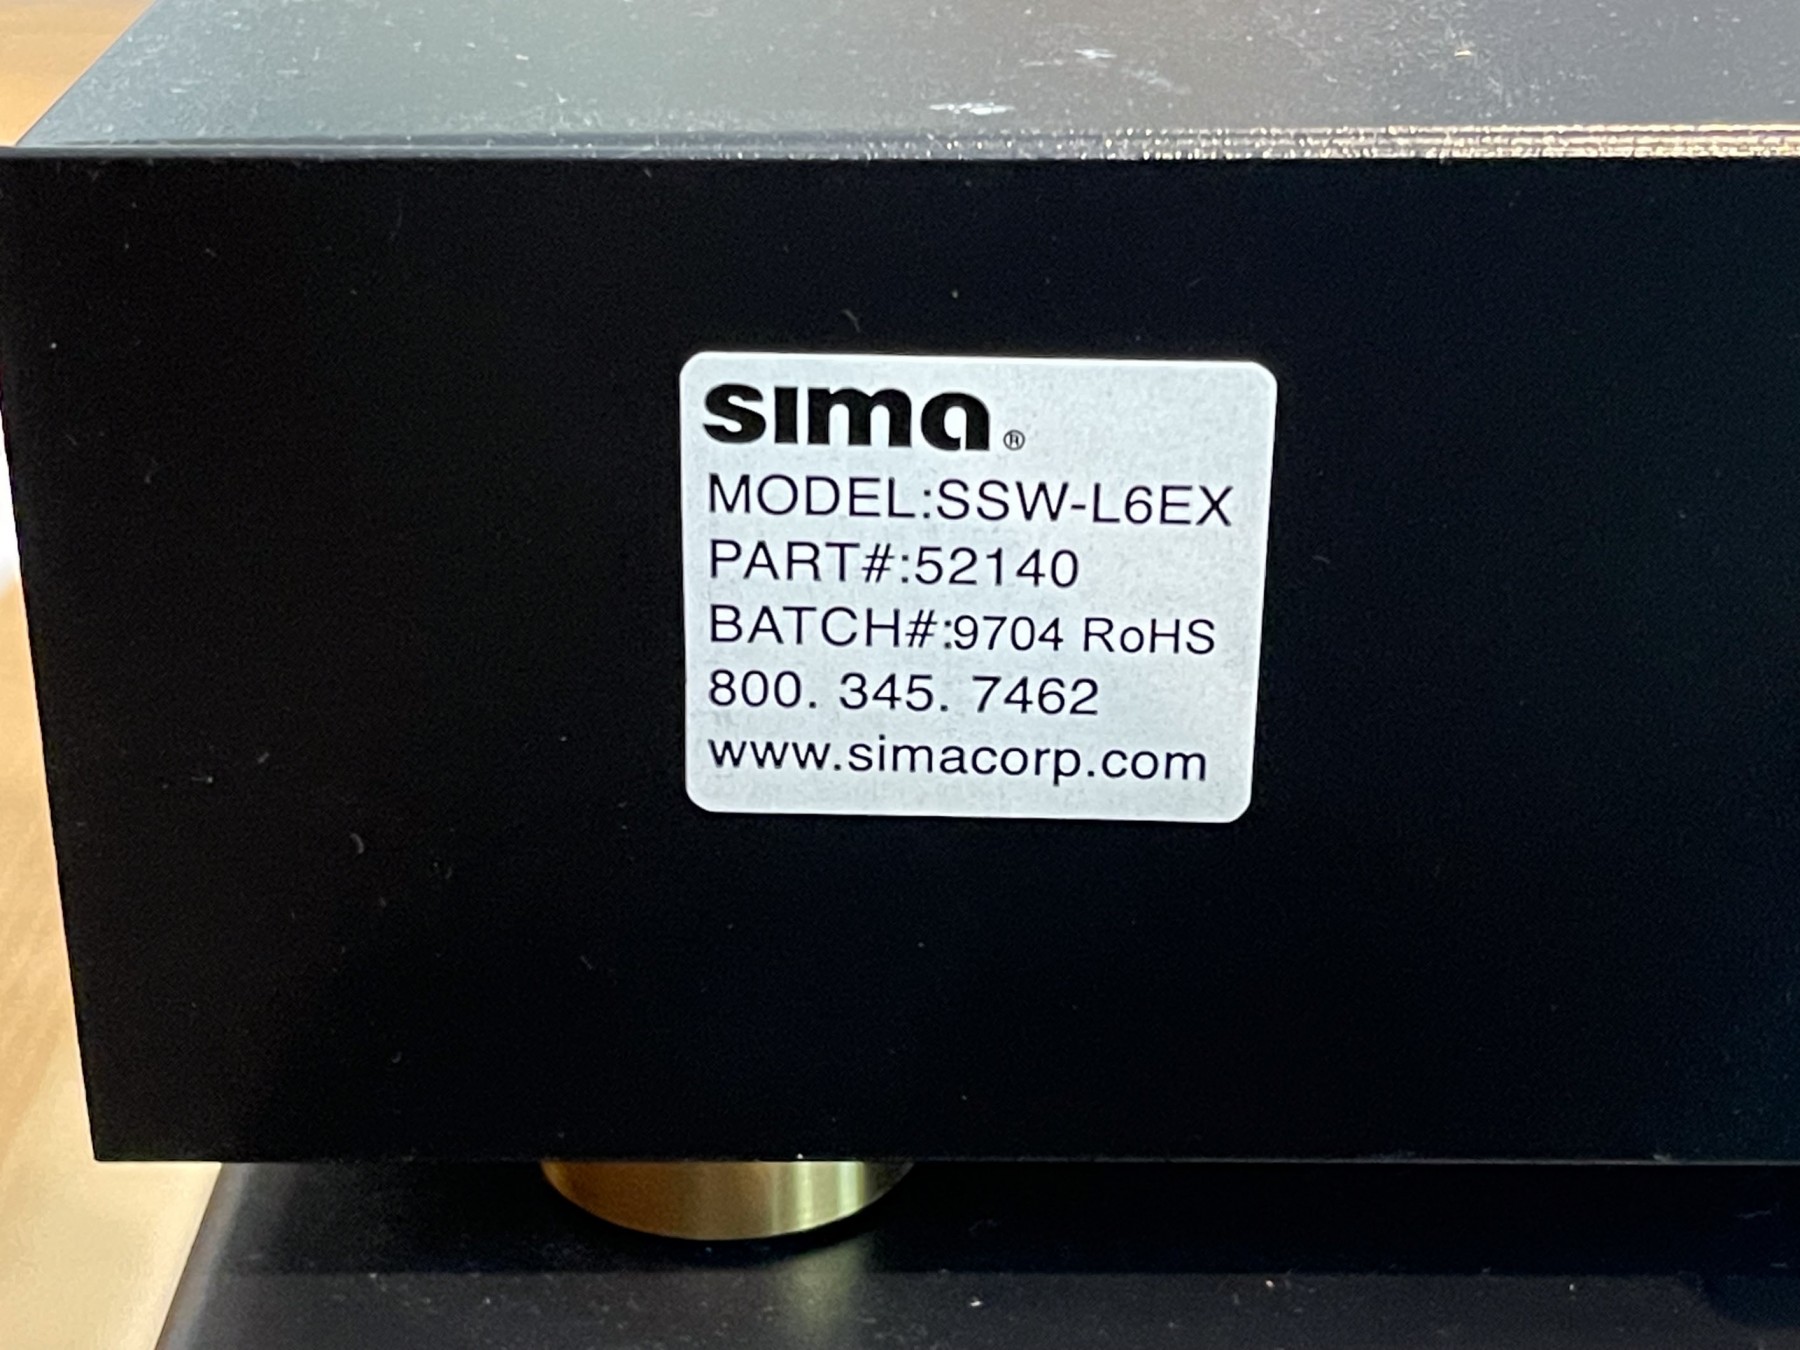 sima®
MODEL:SSW-L6EX
PART#:52140
BATCH#:9704 RoHS
800. 345. 7462
www.simacorp.com